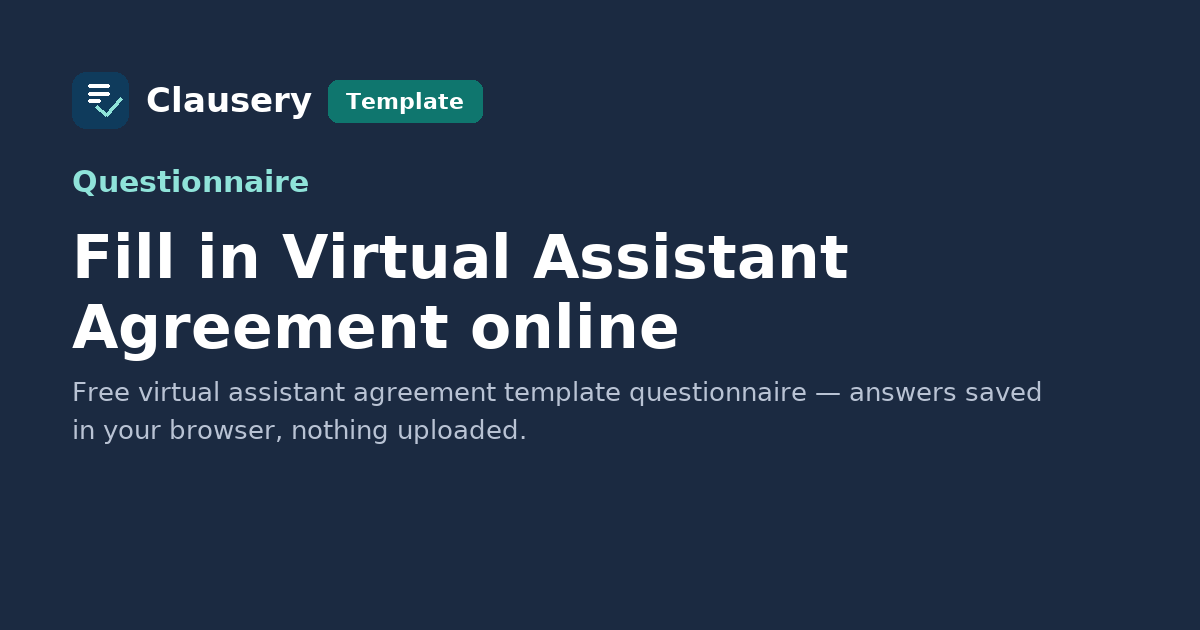 Clausery
Template
Questionnaire
Fill in Virtual Assistant
Agreement online
Free virtual assistant agreement template questionnaire — answers saved
in your browser, nothing uploaded.